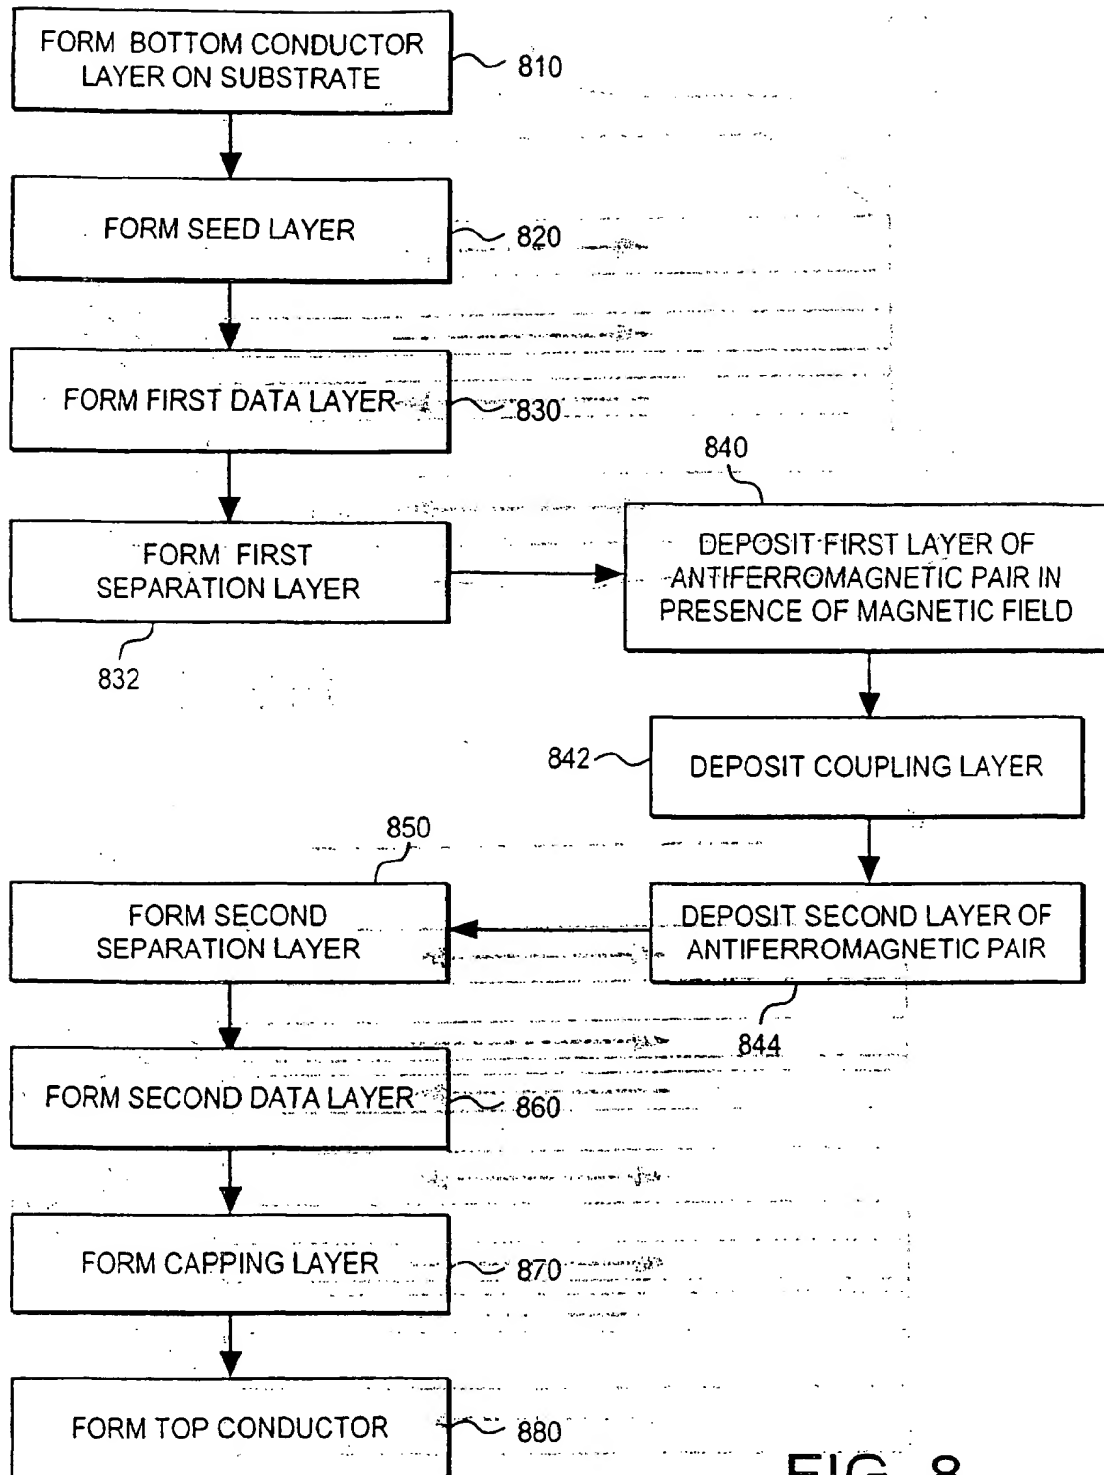 FORM BOTTOM CONDUCTOR
LAYER ON SUBSTRATE
810
FORM SEED LAYER
820
FORM FIRST DATA LAYER
830
FORM FIRST
SEPARATION LAYER
832
840
DEPOSIT FIRST LAYER OF
ANTIFERROMAGNETIC PAIR IN
PRESENCE OF MAGNETIC FIELD
842
DEPOSIT COUPLING LAYER
DEPOSIT SECOND LAYER OF
ANTIFERROMAGNETIC PAIR
844
850
FORM SECOND
SEPARATION LAYER
FORM SECOND DATA LAYER
860
FORM CAPPING LAYER
870
FORM TOP CONDUCTOR
880
FIG. 8